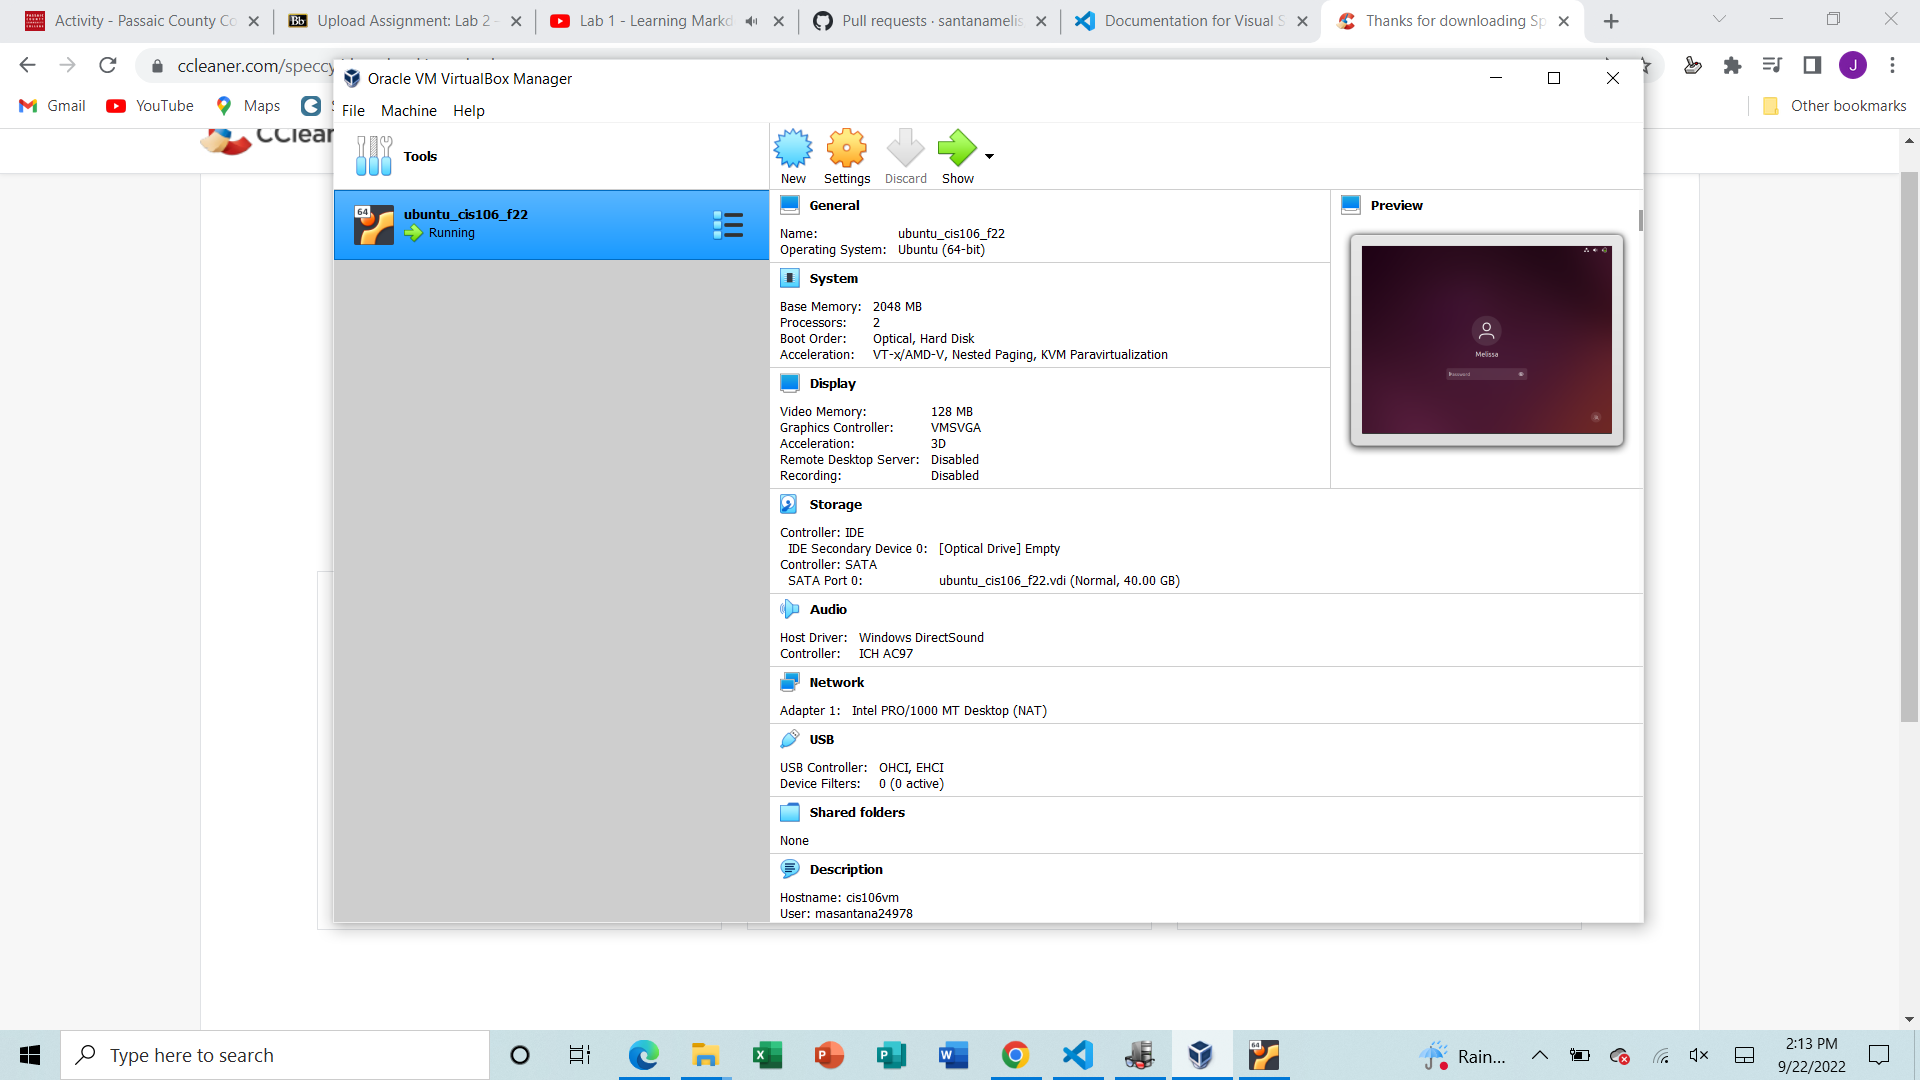 Activity - Passaic County Co
Upload Assignment: Lab 2 -
Lab 1 - Learning Markd
Pull requests · santanamelis
Documentation for Visual S
Thanks for downloading Sp
ccleaner.com/speccy
J
Gmail
YouTube
Maps
Other bookmarks
CCleaner
Oracle VM VirtualBox Manager
File
Machine
Help
Tools
64
ubuntu_cis106_f22
Running
New
Settings
Discard
Show
General
Name: ubuntu_cis106_f22
Operating System: Ubuntu (64-bit)
System
Base Memory: 2048 MB
Processors: 2
Boot Order: Optical, Hard Disk
Acceleration: VT-x/AMD-V, Nested Paging, KVM Paravirtualization
Display
Video Memory: 128 MB
Graphics Controller: VMSVGA
Acceleration: 3D
Remote Desktop Server: Disabled
Recording: Disabled
Preview
Melissa
Password
Storage
Controller: IDE
IDE Secondary Device 0: [Optical Drive] Empty
Controller: SATA
SATA Port 0: ubuntu_cis106_f22.vdi (Normal, 40.00 GB)
Audio
Host Driver: Windows DirectSound
Controller: ICH AC97
Network
Adapter 1: Intel PRO/1000 MT Desktop (NAT)
USB
USB Controller: OHCI, EHCI
Device Filters: 0 (0 active)
Shared folders
None
Description
Hostname: cis106vm
User: masantana24978
Type here to search
64
Rain...
2:13 PM
9/22/2022